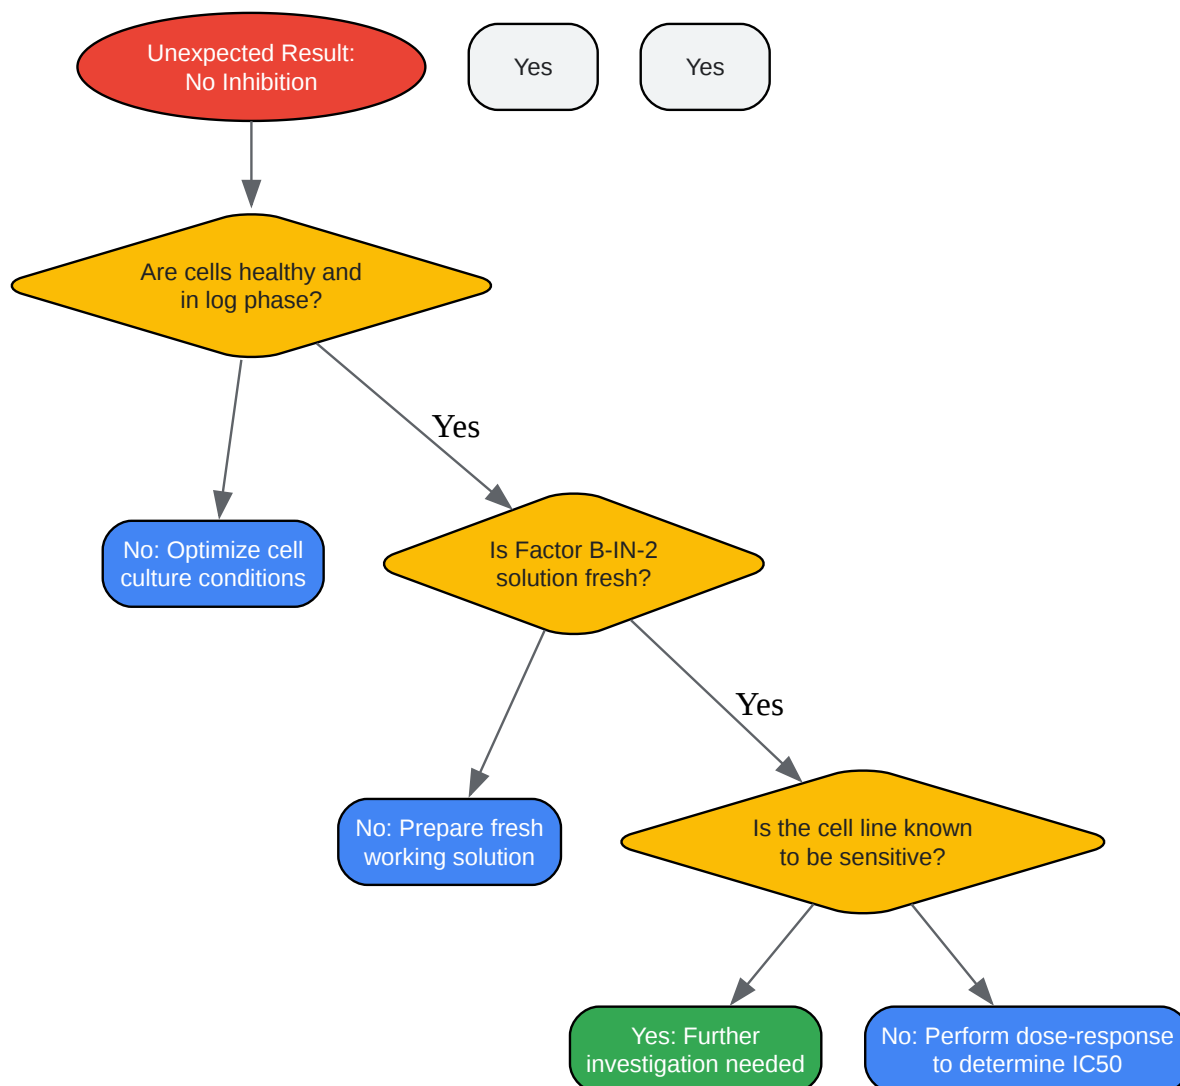 Unexpected Result:
No Inhibition
Yes
Yes
Are cells healthy and
in log phase?
Yes
No: Optimize cell
culture conditions
Is Factor B-IN-2
solution fresh?
Yes
No: Prepare fresh
working solution
Is the cell line known
to be sensitive?
Yes: Further
investigation needed
No: Perform dose-response
to determine IC50